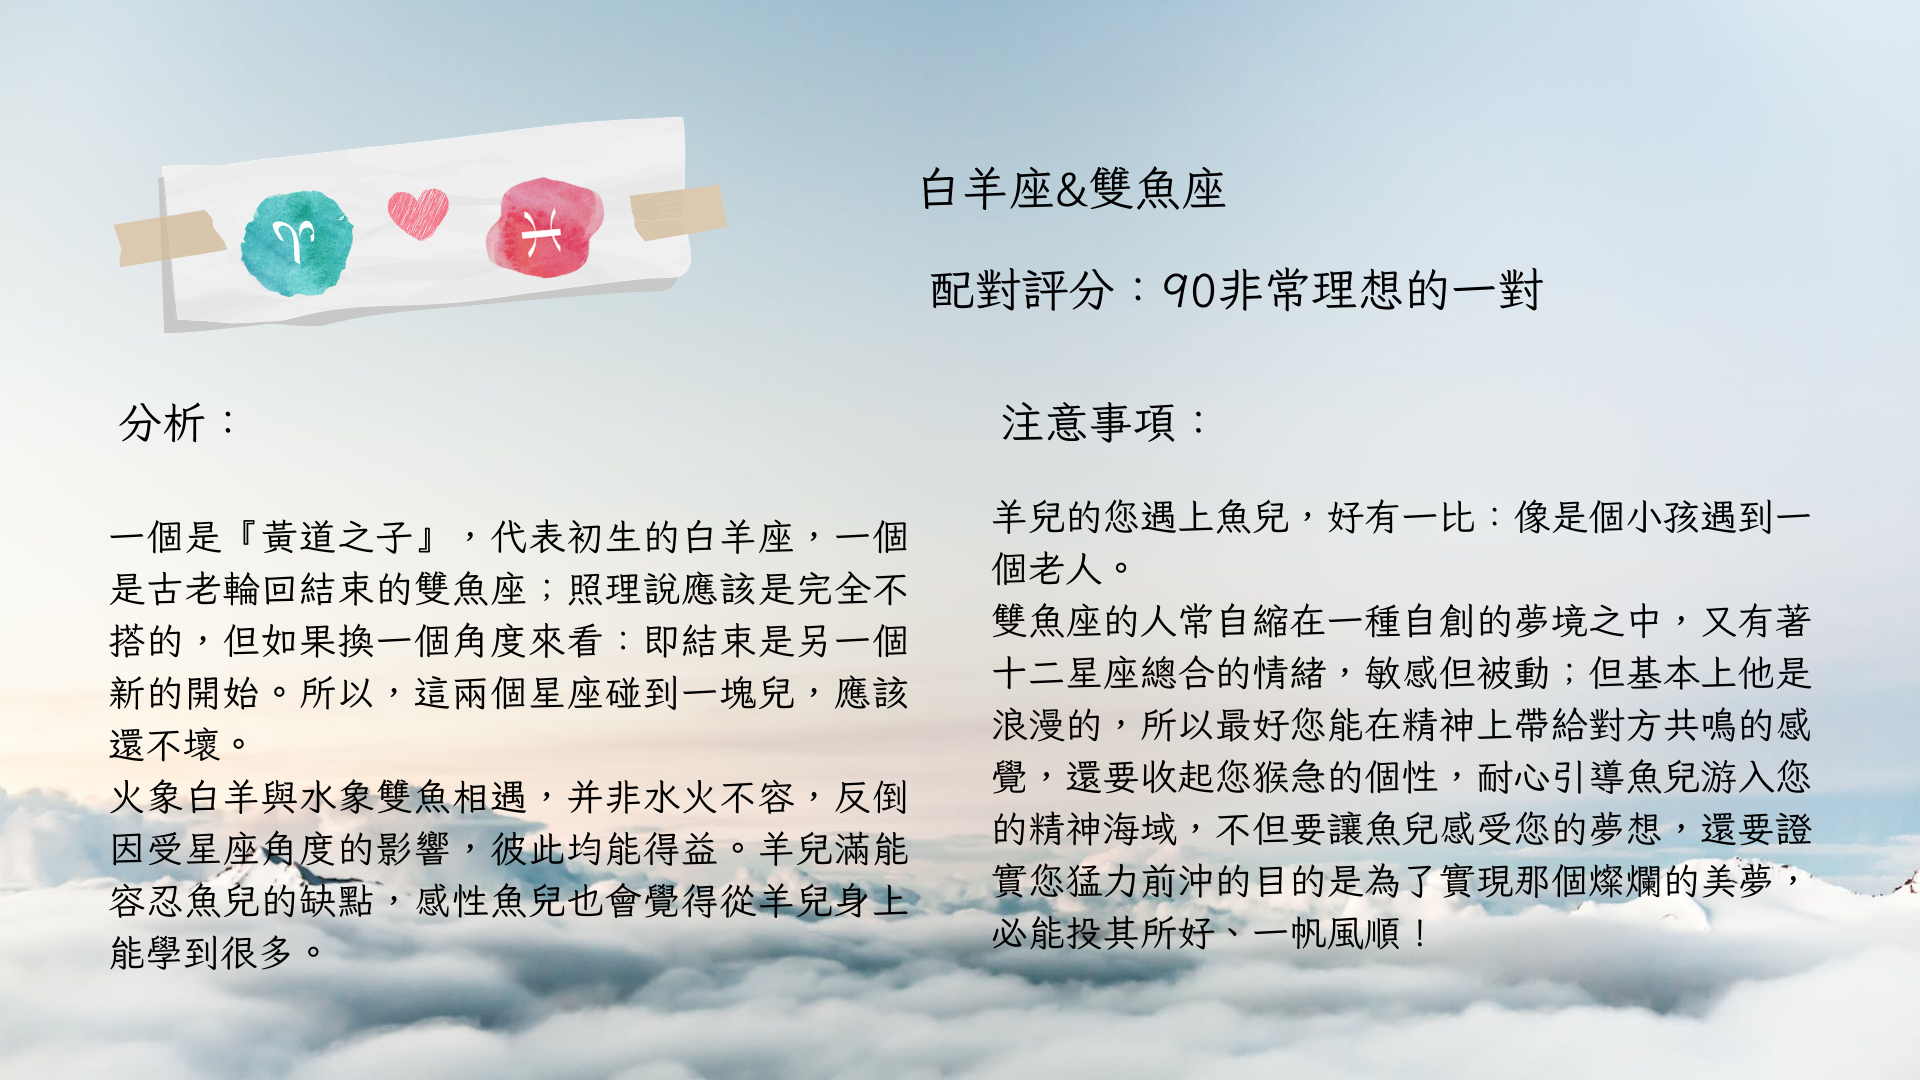 白羊座&雙魚座
配對評分：90非常理想的一對
分析：
一個是『黃道之子』，代表初生的白羊座，一個
是古老輪回結束的雙魚座；照理說應該是完全不
搭的，但如果換一個角度來看：即結束是另一個
新的開始。所以，這兩個星座碰到一塊兒，應該
還不壞。
火象白羊與水象雙魚相遇，并非水火不容，反倒
因受星座角度的影響，彼此均能得益。羊兒滿能
容忍魚兒的缺點，感性魚兒也會覺得從羊兒身上
能學到很多。
注意事項：
羊兒的您遇上魚兒，好有一比：像是個小孩遇到一
個老人。
雙魚座的人常自縮在一種自創的夢境之中，又有著
十二星座總合的情緒，敏感但被動；但基本上他是
浪漫的，所以最好您能在精神上帶給對方共鳴的感
覺，還要收起您猴急的個性，耐心引導魚兒游入您
的精神海域，不但要讓魚兒感受您的夢想，還要證
實您猛力前沖的目的是為了實現那個燦爛的美夢，
必能投其所好、一帆風順！